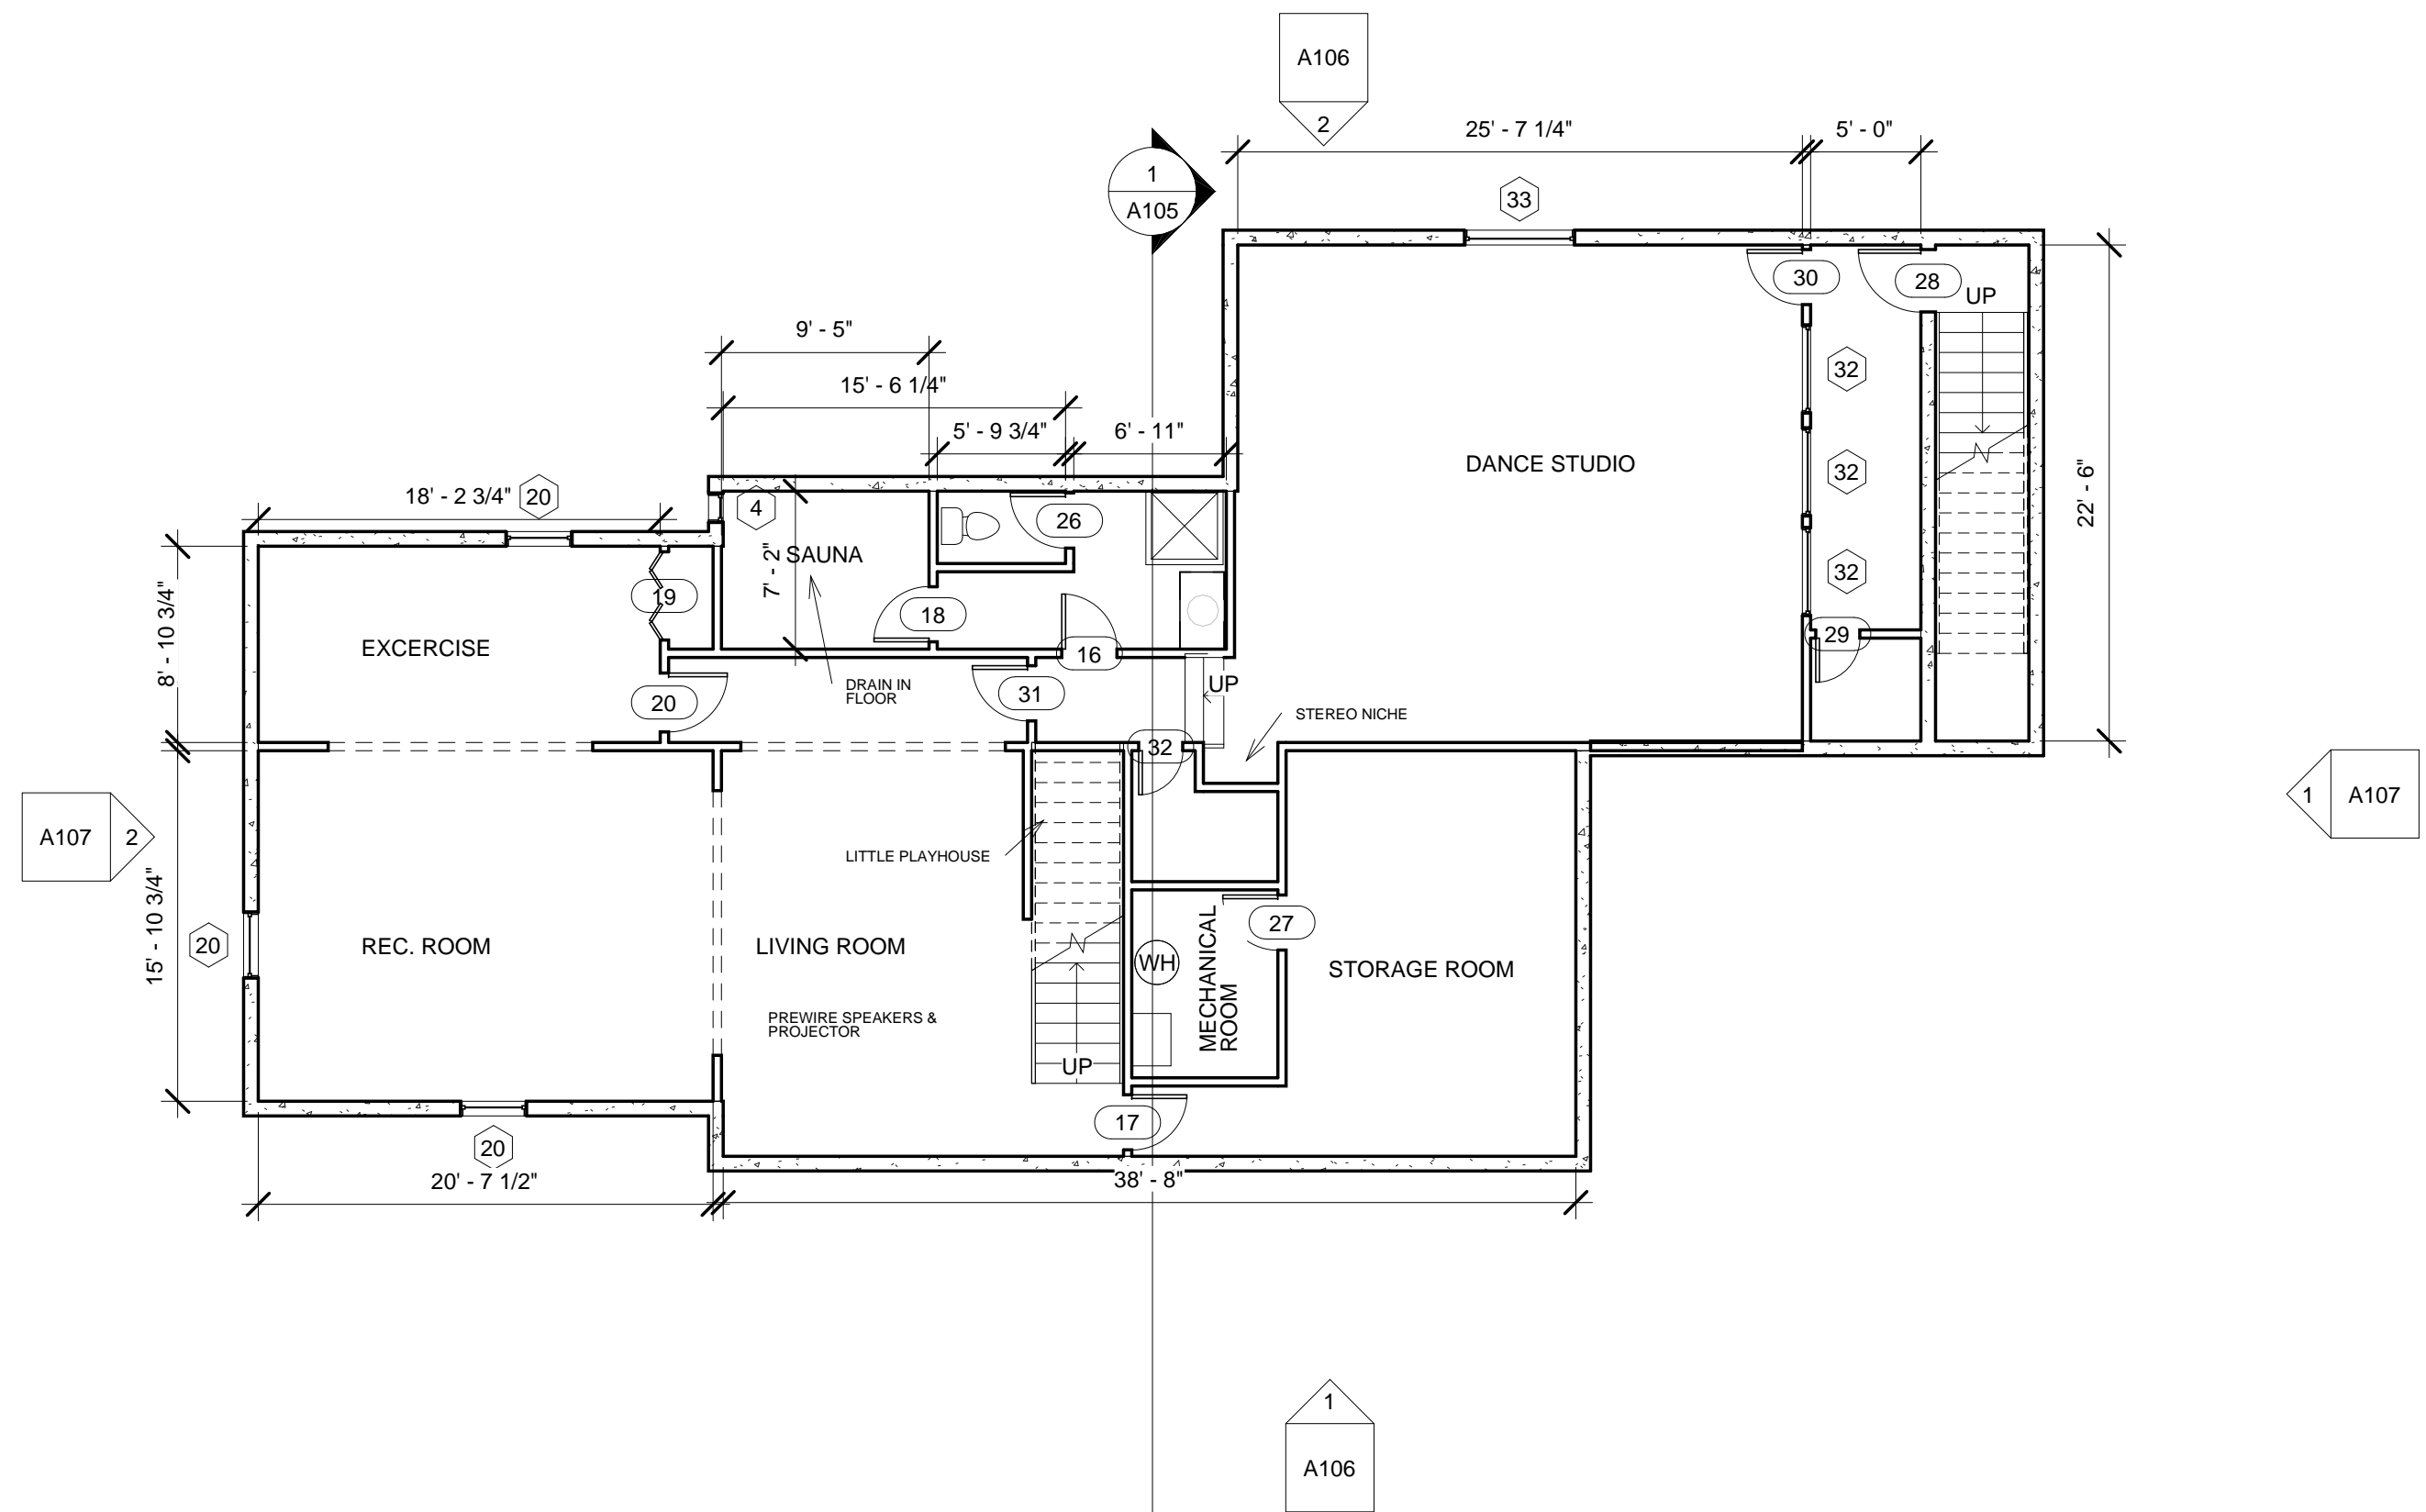 A106
2
25' - 7 1/4"
5' - 0"
1
A105
33
30
28
UP
9' - 5"
15' - 6 1/4"
5' - 9 3/4"
6' - 11"
32
DANCE STUDIO
32
22' - 6"
18' - 2 3/4"
20
4
26
7' - 2"
SAUNA
32
19
18
29
8' - 10 3/4"
EXCERCISE
16
DRAIN IN
FLOOR
31
UP
20
STEREO NICHE
32
A107
2
1
A107
LITTLE PLAYHOUSE
15' - 10 3/4"
20
REC. ROOM
LIVING ROOM
WH
MECHANICAL
ROOM
27
STORAGE ROOM
PREWIRE SPEAKERS &
PROJECTOR
UP
17
20
20' - 7 1/2"
38' - 8"
1
A106